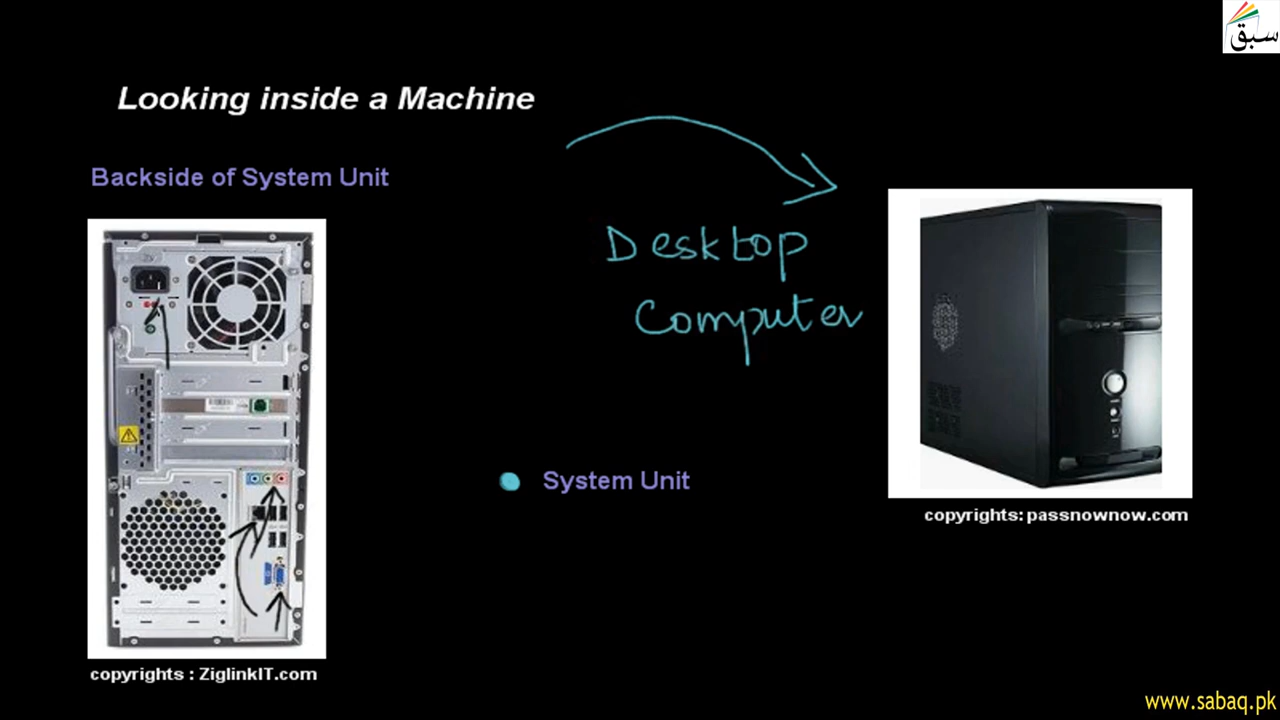 سبق
Looking inside a Machine
Backside of System Unit
Desktop
Computer
System Unit
copyrights: passnownow.com
copyrights : ZiglinkIT.com
www.sabaq.pk